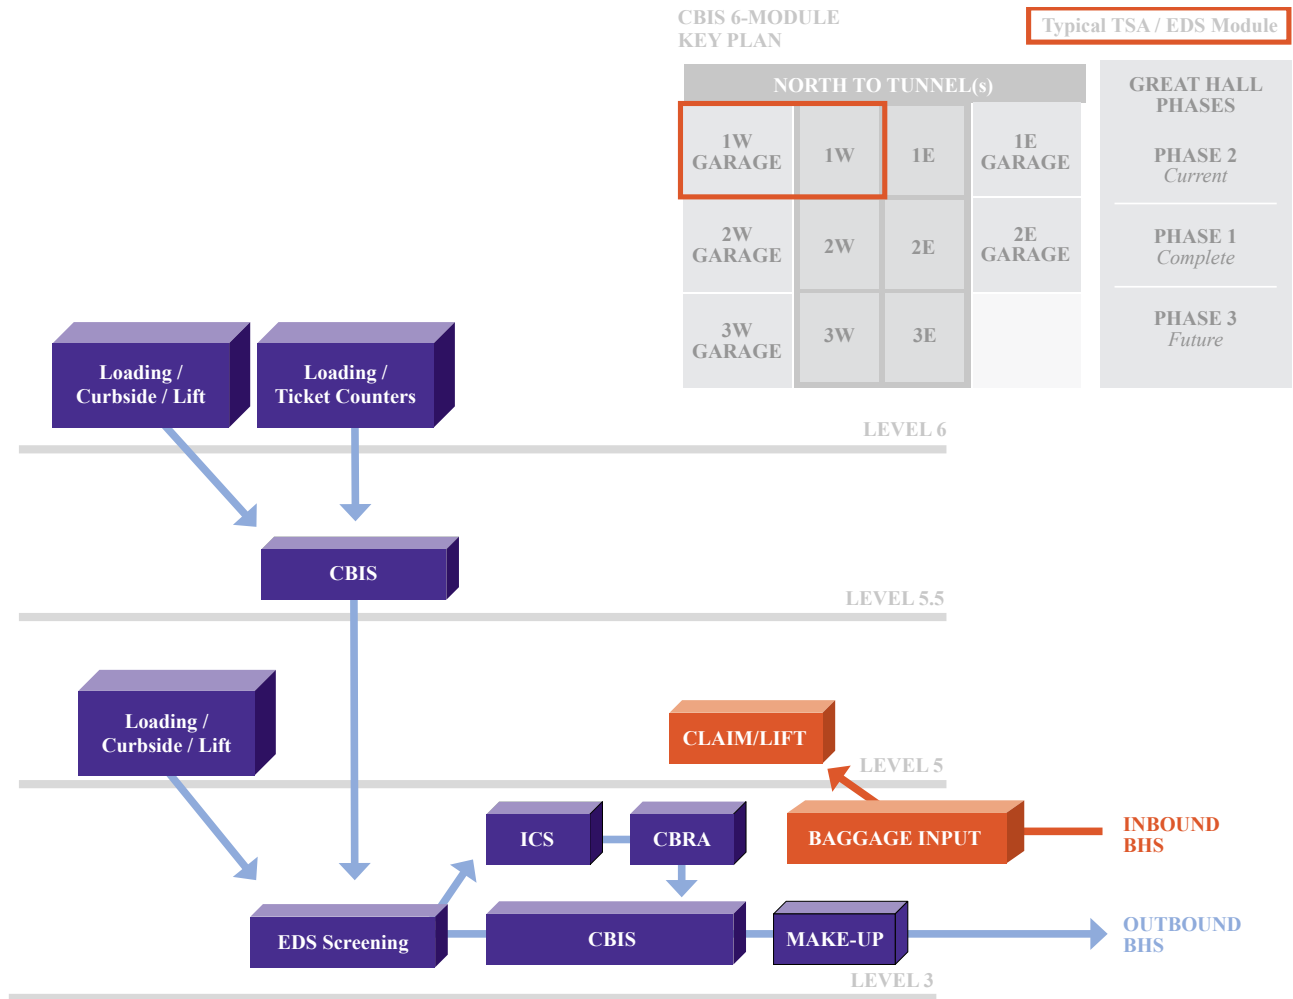 CBIS 6-MODULE
KEY PLAN
Typical TSA / EDS Module
NORTH TO TUNNEL(s)
1W
GARAGE
1W
1E
1E
GARAGE
2W
GARAGE
2W
2E
2E
GARAGE
3W
GARAGE
3W
3E
GREAT HALL
PHASES
PHASE 2
Current
PHASE 1
Complete
PHASE 3
Future
Loading /
Curbside / Lift
Loading /
Ticket Counters
LEVEL 6
CBIS
LEVEL 5.5
Loading /
Curbside / Lift
CLAIM/LIFT
LEVEL 5
ICS
CBRA
BAGGAGE INPUT
INBOUND
BHS
EDS Screening
CBIS
MAKE-UP
OUTBOUND
BHS
LEVEL 3